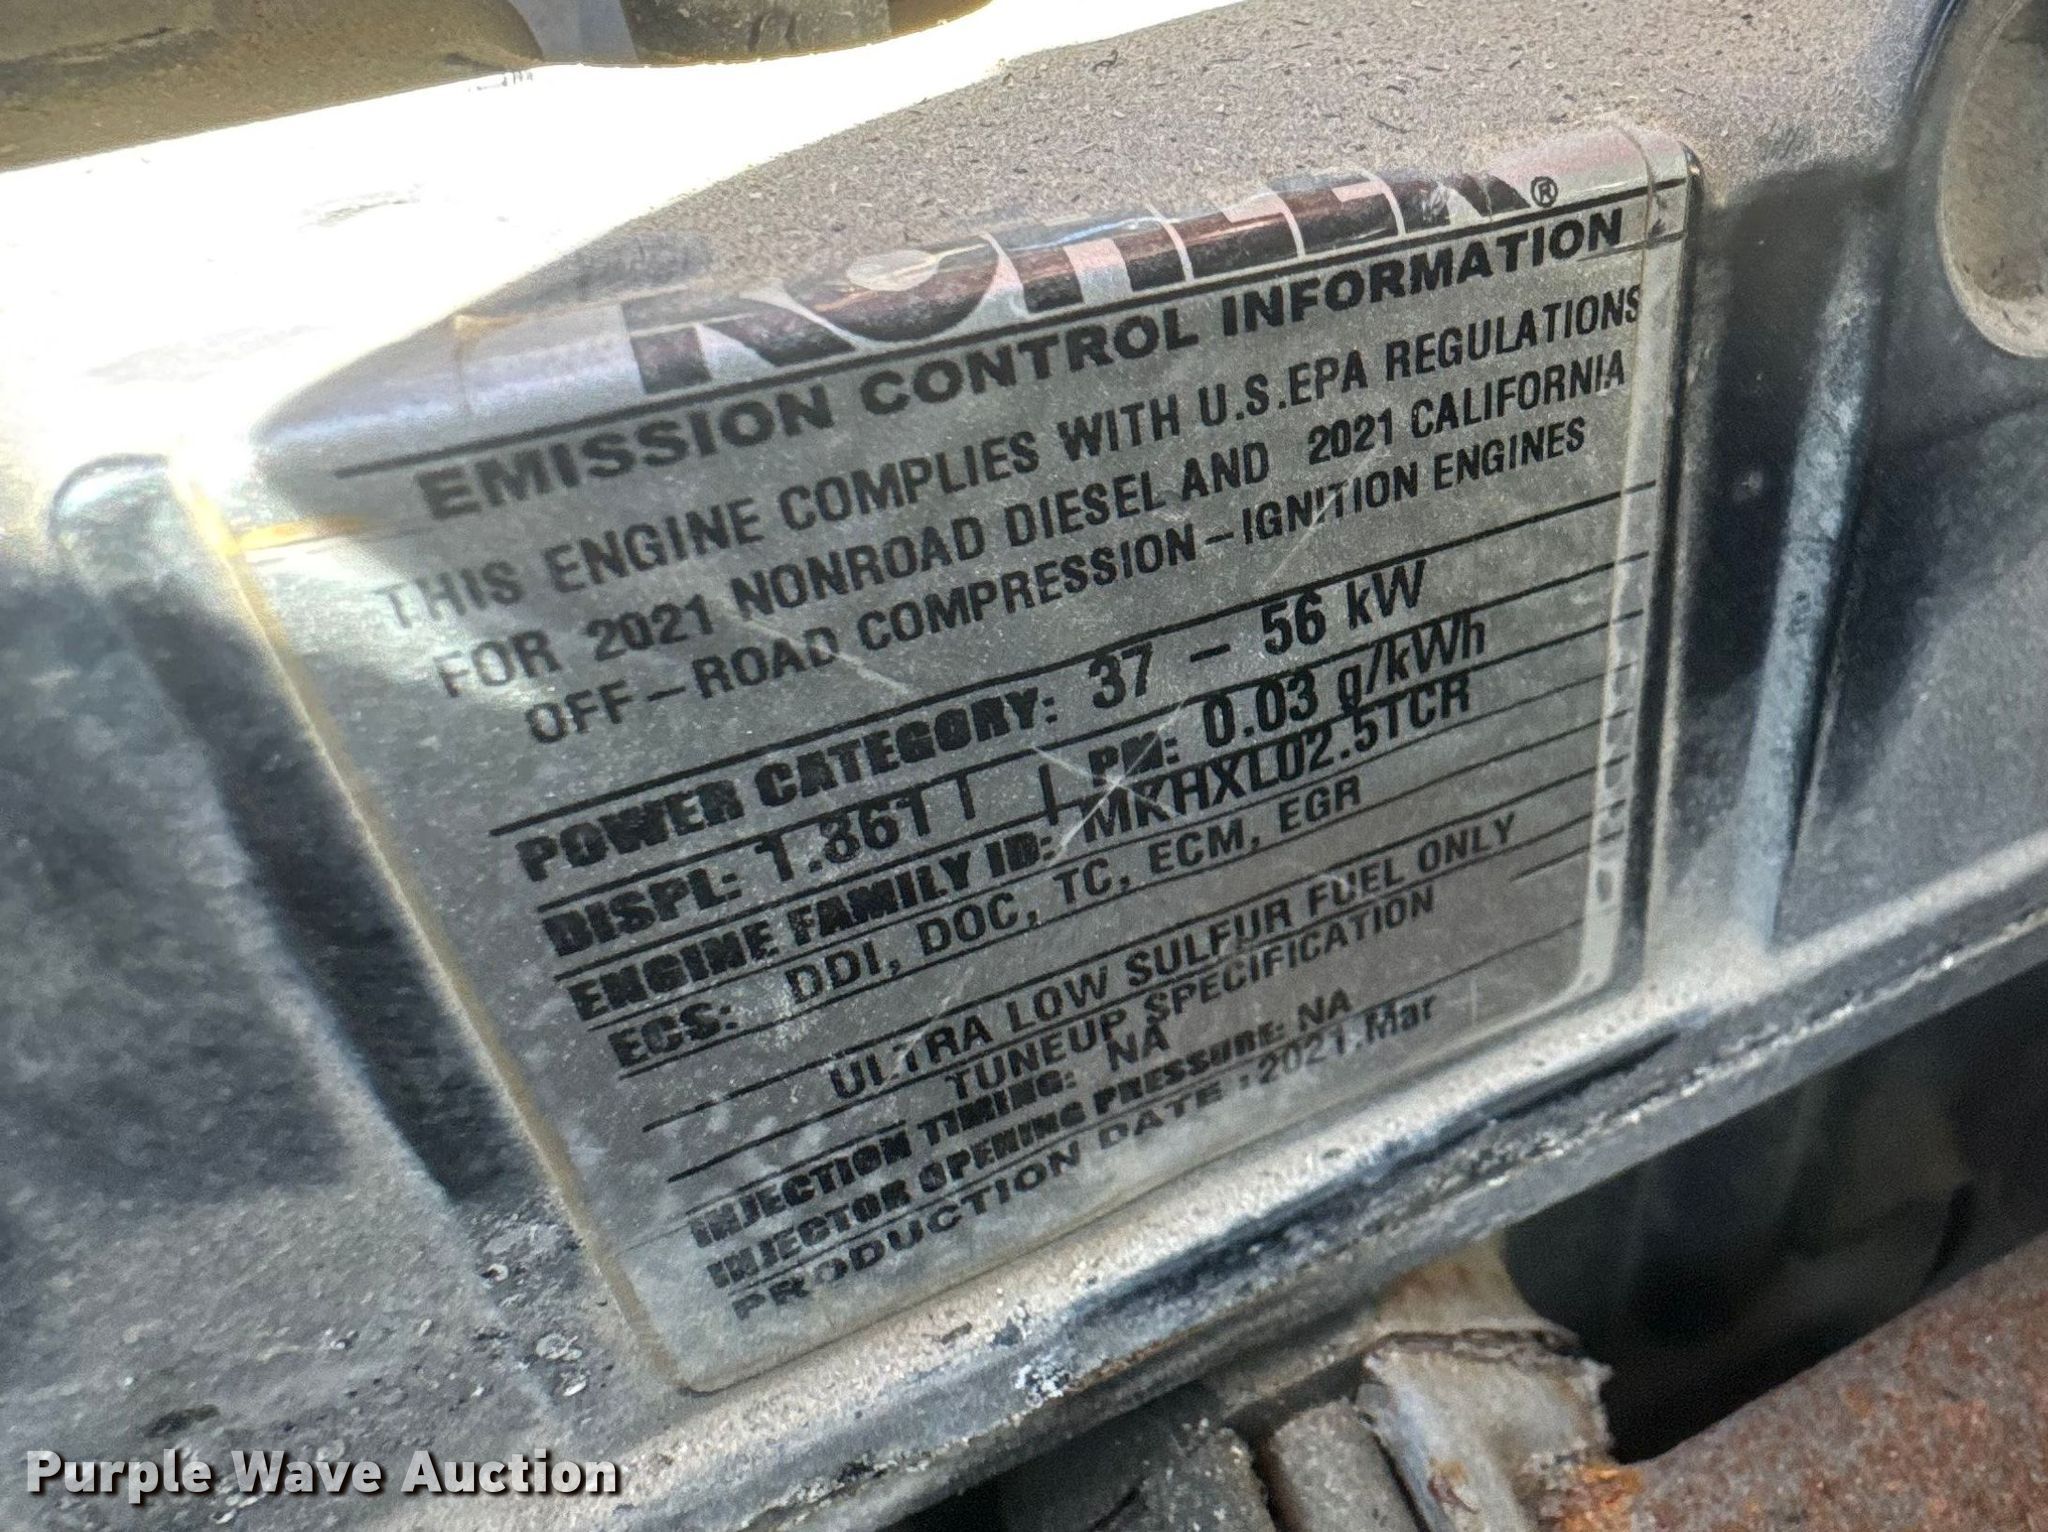 KOHLER®
EMISSION CONTROL INFORMATION
THIS ENGINE COMPLIES WITH U.S.EPA REGULATIONS
FOR 2021 NONROAD DIESEL AND 2021 CALIFORNIA
OFF-ROAD COMPRESSION-IGNITION ENGINES
POWER CATEGORY: 37 - 56 kW
DISPL: 1.861 l PM: 0.03 g/kWh
ENGINE FAMILY ID: MKHXL02.5TCR
ECS: DDI, DOC, TC, ECM, EGR
ULTRA LOW SULFUR FUEL ONLY
TUNEUP SPECIFICATION
INJECTION TIMING: NA
INJECTOR OPENING PRESSURE: NA
PRODUCTION DATE : 2021.Mar
Purple Wave Auction